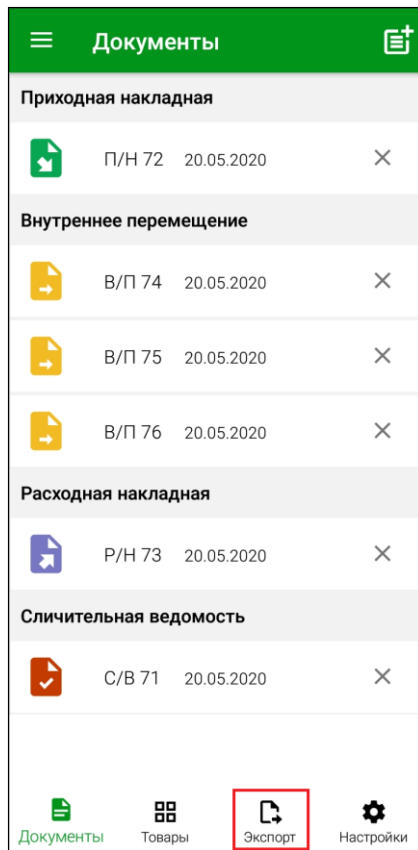 Документы
Приходная накладная
П/Н 72 20.05.2020
Внутреннее перемещение
В/П 74 20.05.2020
В/П 75 20.05.2020
В/П 76 20.05.2020
Расходная накладная
Р/Н 73 20.05.2020
Сличительная ведомость
С/В 71 20.05.2020
Документы Товары Экспорт Настройки